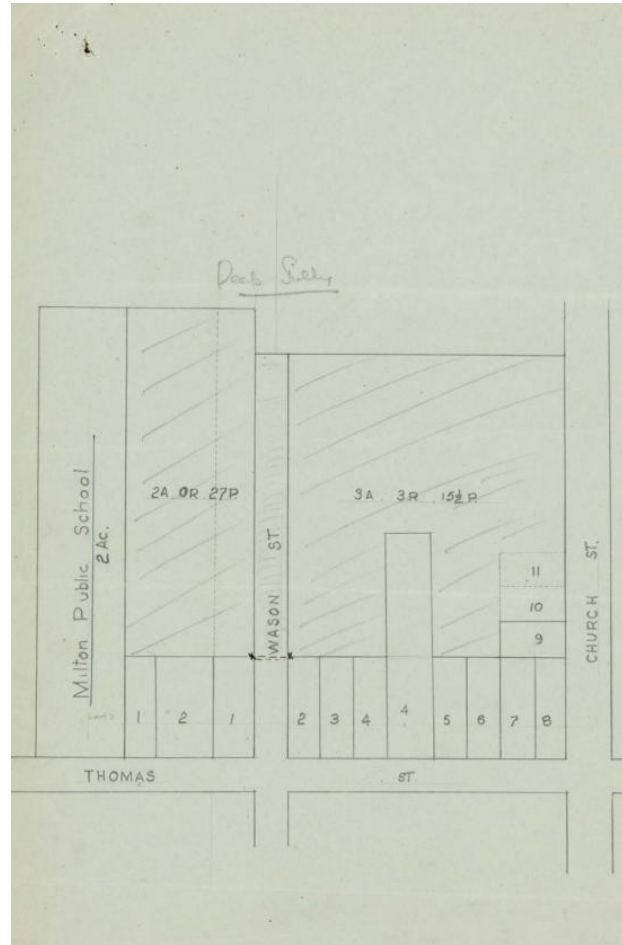 Milton Public School
2 Ac.
2A 0R 27P.
WASON ST.
3A 3R 15½ P.
11
10
9
CHURCH ST.
1 2 1 2 3 4 4 5 6 7 8
THOMAS ST.